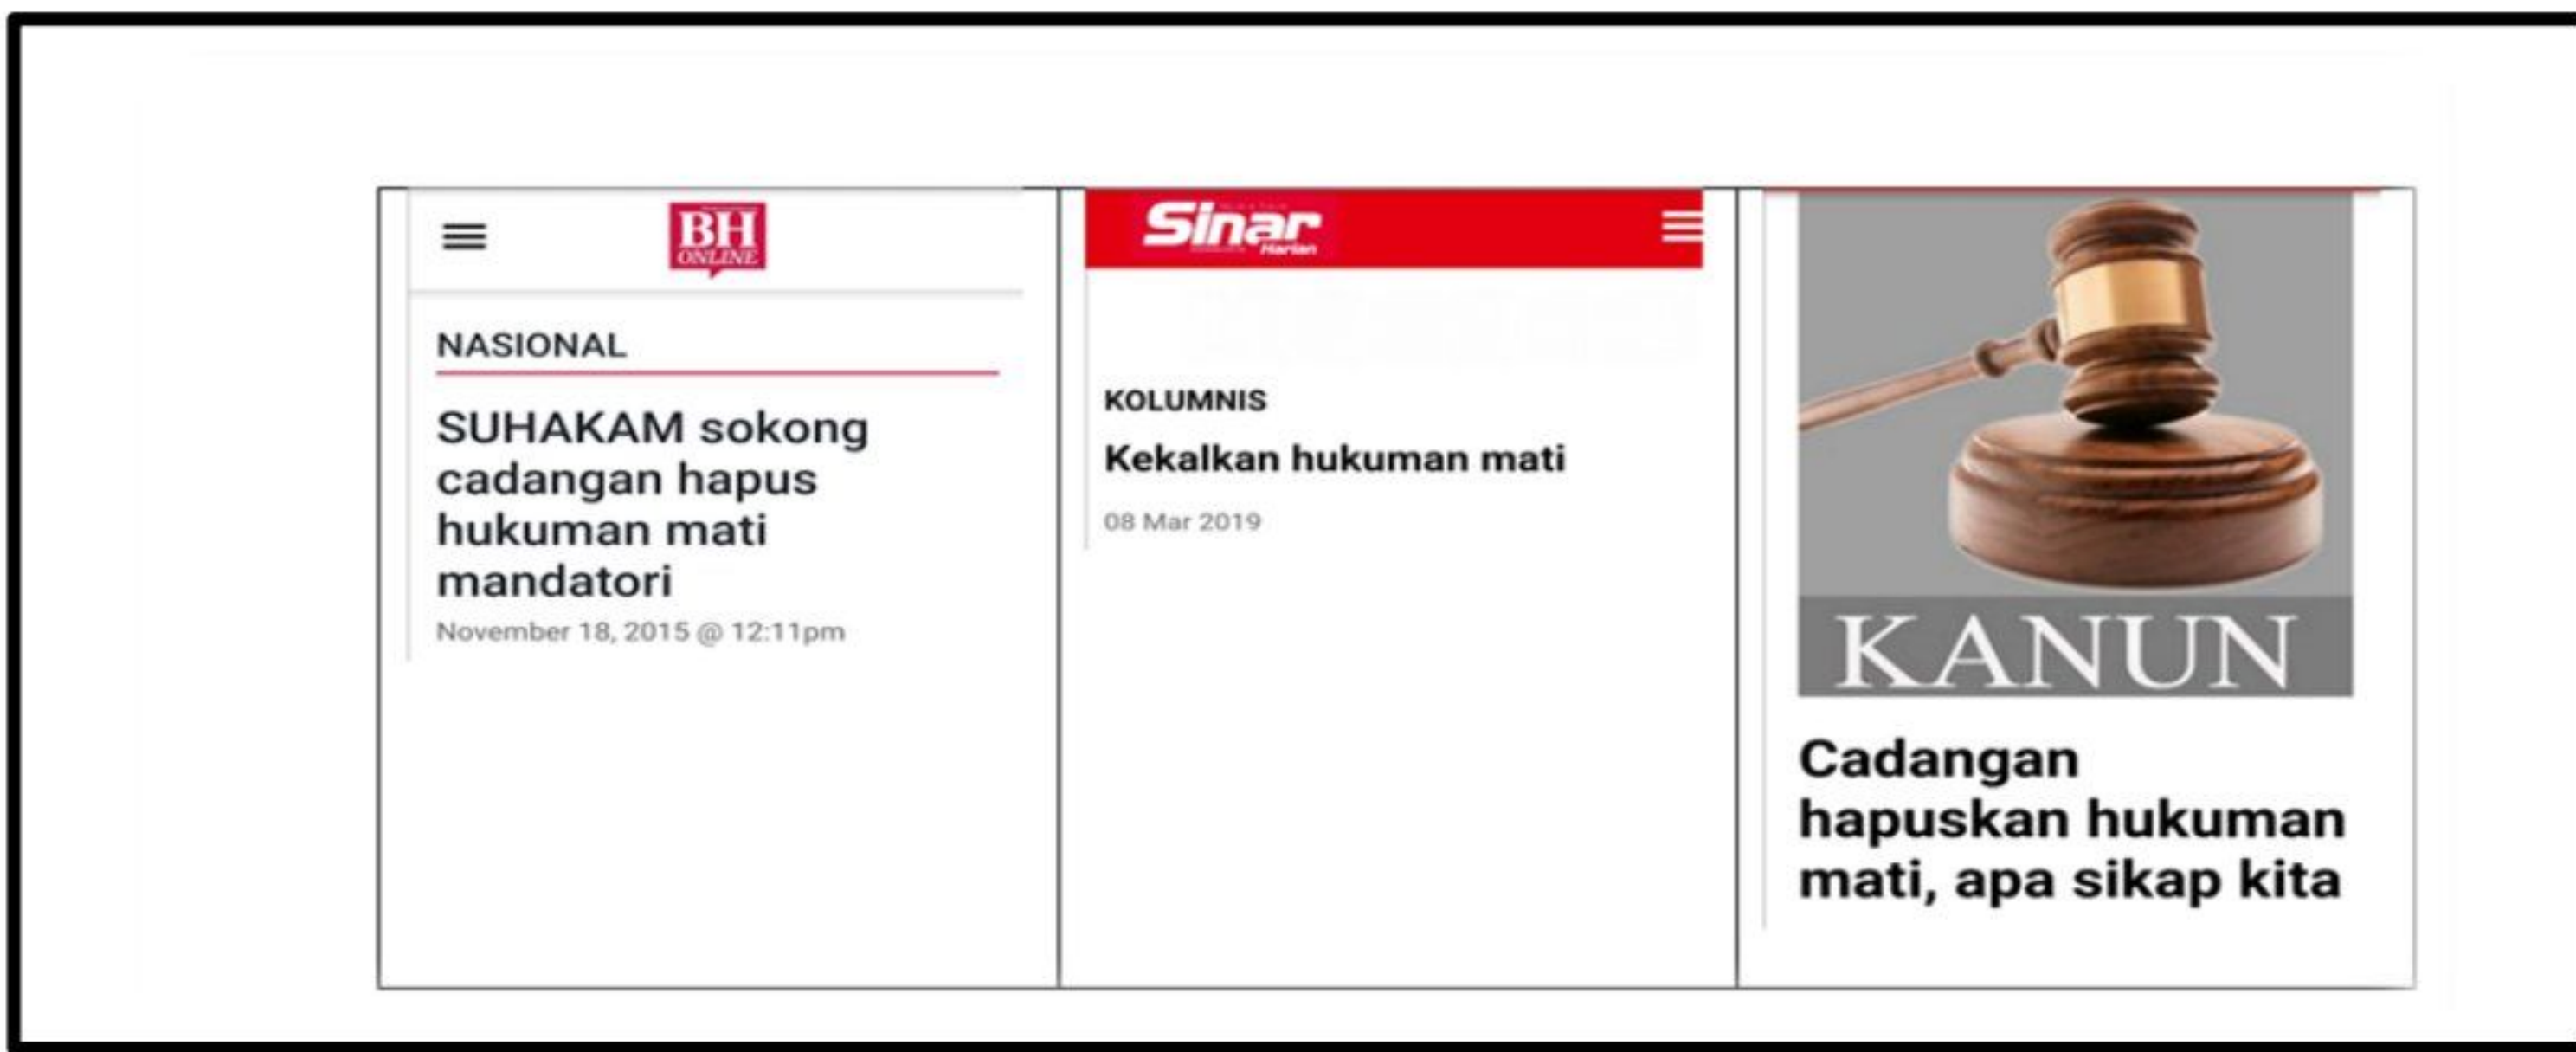 BH
ONLINE
NASIONAL
SUHAKAM sokong
cadangan hapus
hukuman mati
mandatori
November 18, 2015 @ 12:11pm
Sinar
Harian
KOLUMNIS
Kekalkan hukuman mati
08 Mar 2019
KANUN
Cadangan
hapuskan hukuman
mati, apa sikap kita